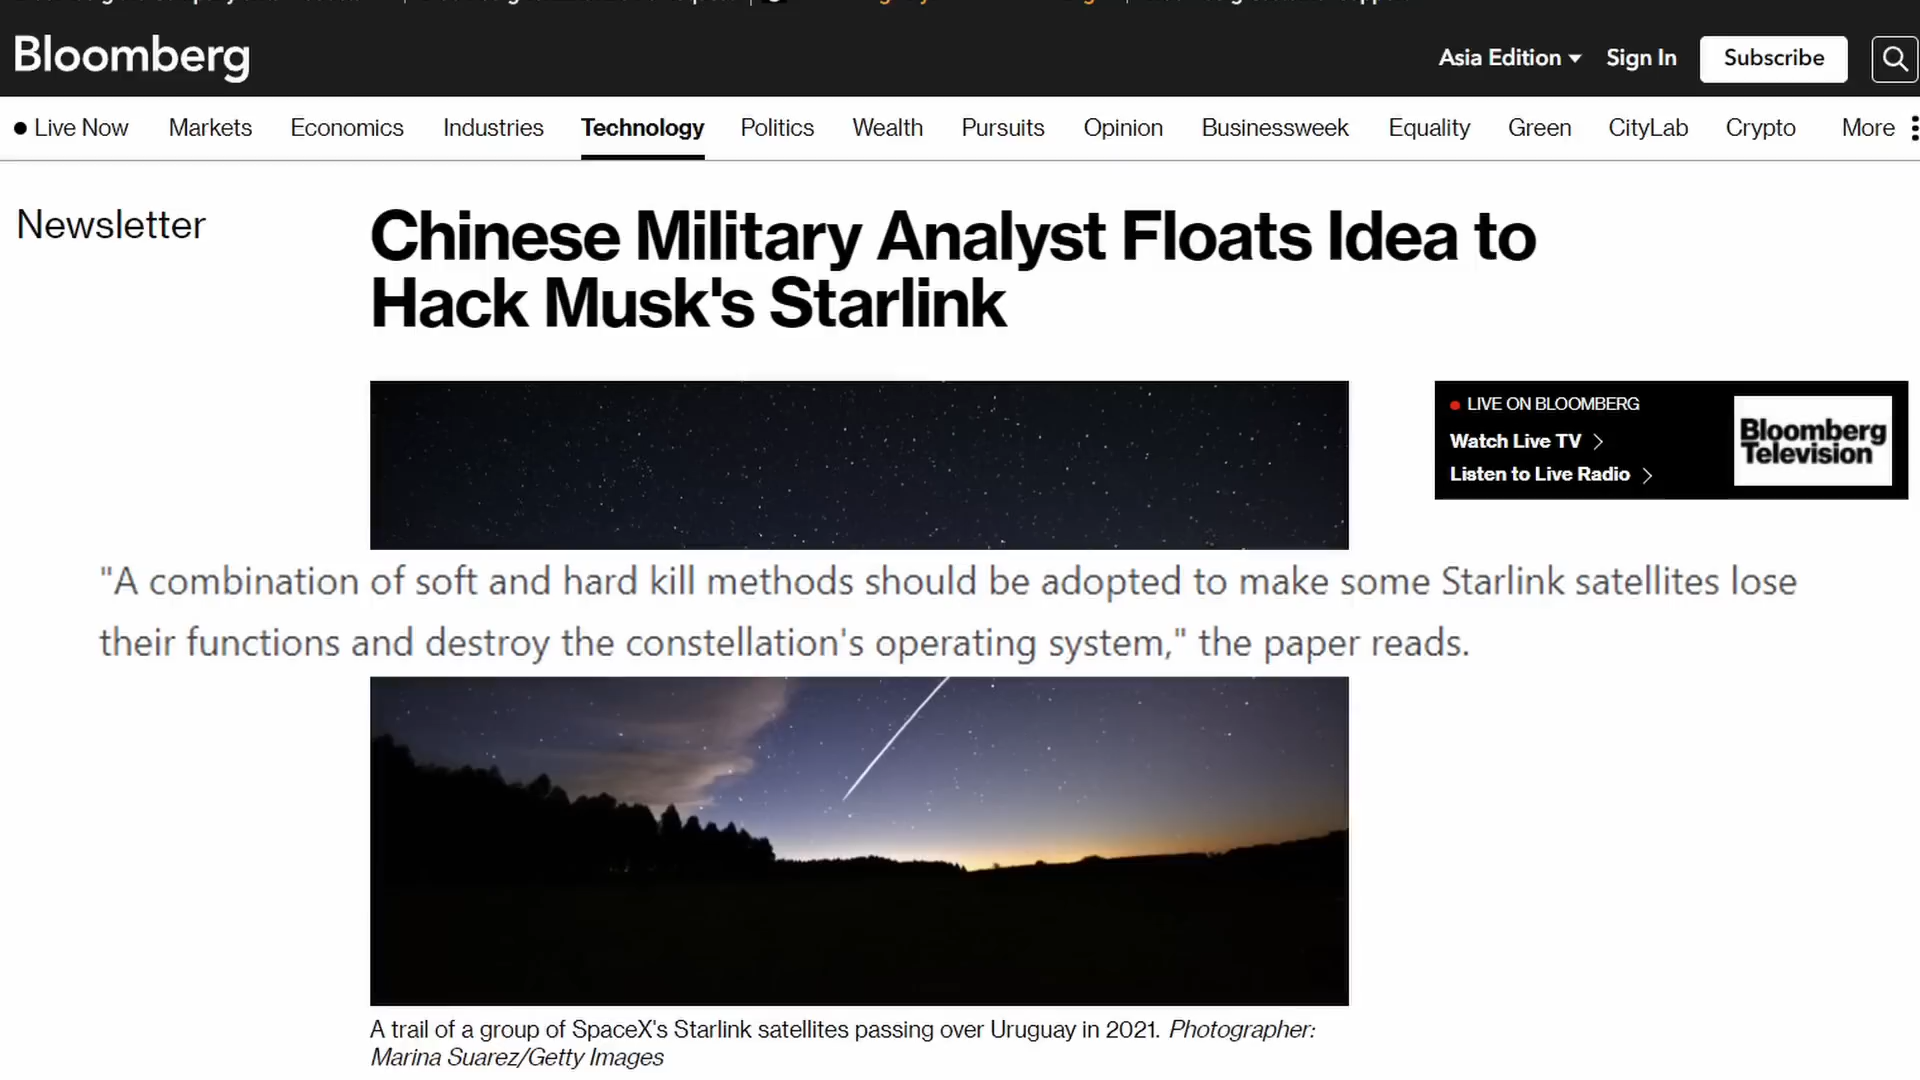 Bloomberg
Asia Edition
Sign In
Subscribe
Live Now
Markets
Economics
Industries
Technology
Politics
Wealth
Pursuits
Opinion
Businessweek
Equality
Green
CityLab
Crypto
More
Newsletter
Chinese Military Analyst Floats Idea to
Hack Musk's Starlink
LIVE ON BLOOMBERG
Watch Live TV
Listen to Live Radio
Bloomberg
Television
"A combination of soft and hard kill methods should be adopted to make some Starlink satellites lose
their functions and destroy the constellation's operating system," the paper reads.
A trail of a group of SpaceX's Starlink satellites passing over Uruguay in 2021. Photographer:
Marina Suarez/Getty Images